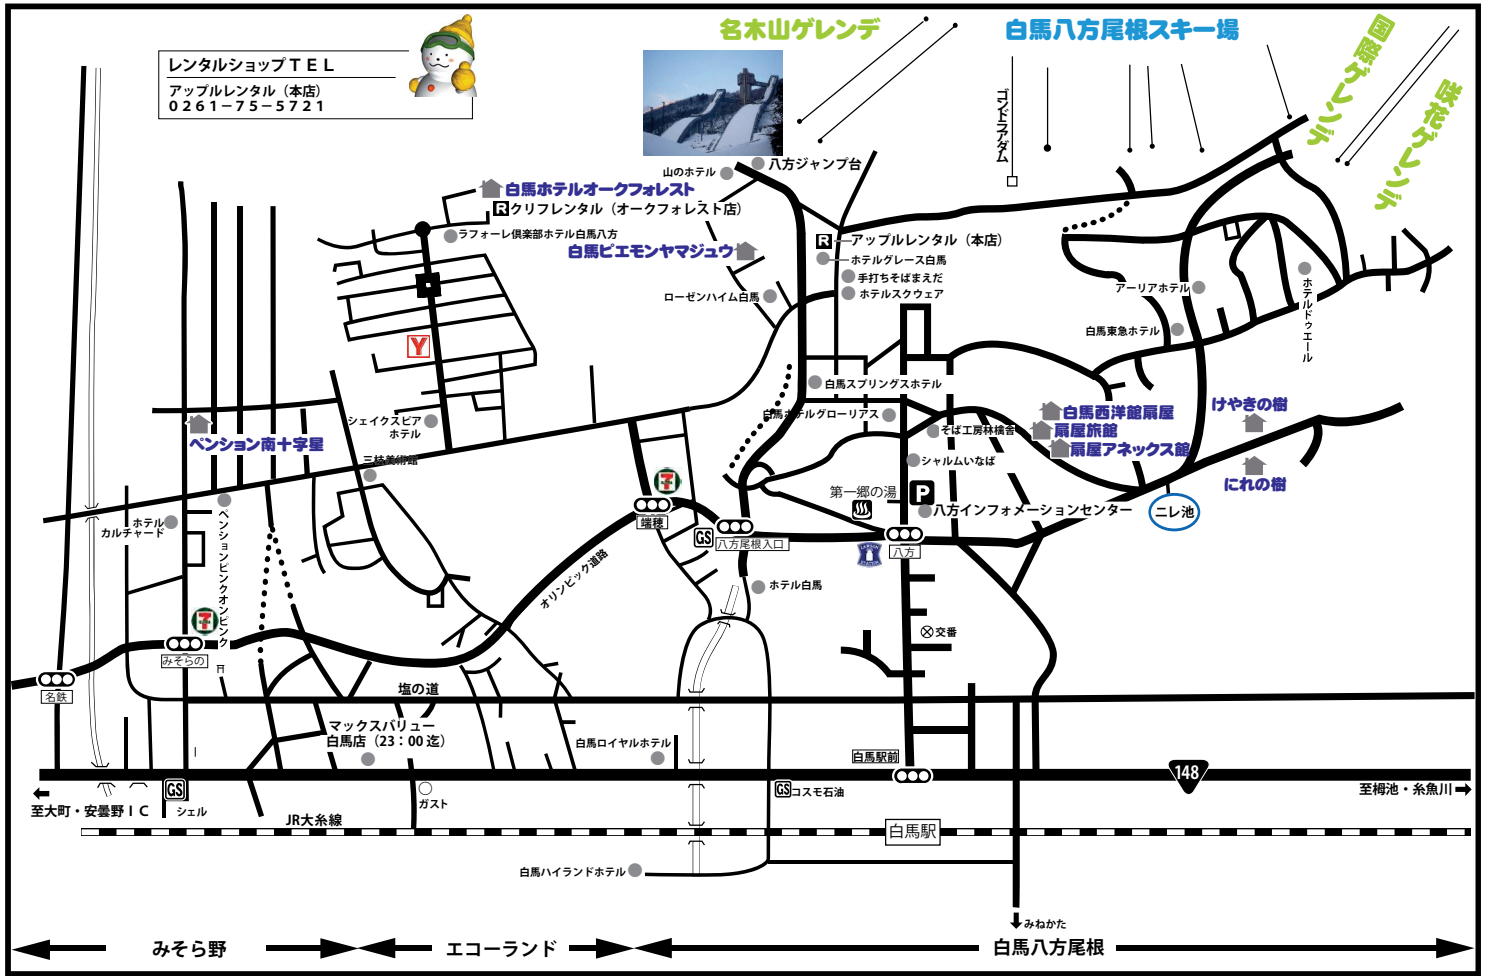 名木山ゲレンデ
白馬八方尾根スキー場
国際ゲレンデ
咲花ゲレンデ
レンタルショップTEL
アップルレンタル（本店）
0261－75－5721
ゴンドラアダム
山のホテル
八方ジャンプ台
白馬ホテルオークフォレスト
R クリフレンタル（オークフォレスト店）
ラフォーレ倶楽部ホテル白馬八方
白馬ピエモンヤマジュウ
R アップルレンタル（本店）
ホテルグレース白馬
手打ちそばまえだ
ホテルスクウェア
ローゼンハイム白馬
アーリアホテル
白馬東急ホテル
ホテルドゥエール
Y
白馬スプリングスホテル
白馬ホテルグローリアス
そば工房林檎舎
シャルムいなば
白馬西洋館扇屋
扇屋旅館
扇屋アネックス館
けやきの樹
にれの樹
ニレ池
シェイクスピア
ホテル
ペンション南十字星
三枝美術館
ホテル
カルチャード
ペンションピンクオンピンク
7
端穂
GS
八方尾根入口
第一郷の湯
P
八方インフォメーションセンター
八方
オリンピック道路
ホテル白馬
交番
7
みそらの
名鉄
塩の道
マックスバリュー
白馬店（23：00迄）
白馬ロイヤルホテル
白馬駅前
148
至大町・安曇野IC
GS
シェル
ガスト
GS
コスモ石油
至栂池・糸魚川
JR大糸線
白馬駅
白馬ハイランドホテル
みねかた
みそら野
エコーランド
白馬八方尾根